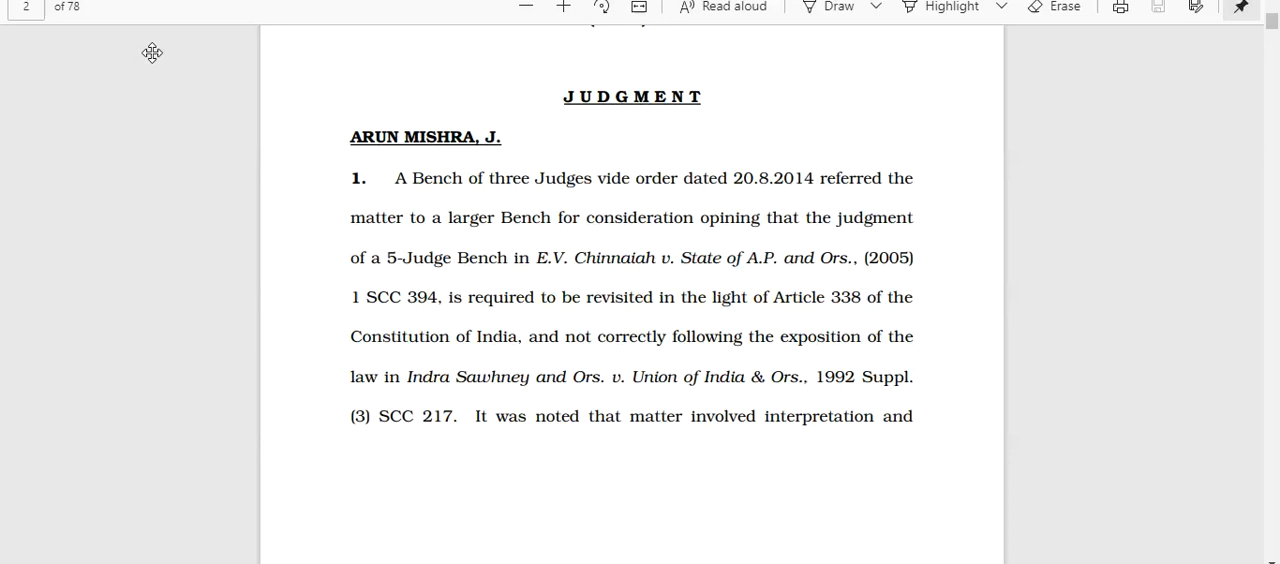 2 of 78 Read aloud Draw Highlight Erase
J U D G M E N T
ARUN MISHRA, J.
1. A Bench of three Judges vide order dated 20.8.2014 referred the
matter to a larger Bench for consideration opining that the judgment
of a 5-Judge Bench in E.V. Chinnaiah v. State of A.P. and Ors., (2005)
1 SCC 394, is required to be revisited in the light of Article 338 of the
Constitution of India, and not correctly following the exposition of the
law in Indra Sawhney and Ors. v. Union of India & Ors., 1992 Suppl.
(3) SCC 217. It was noted that matter involved interpretation and